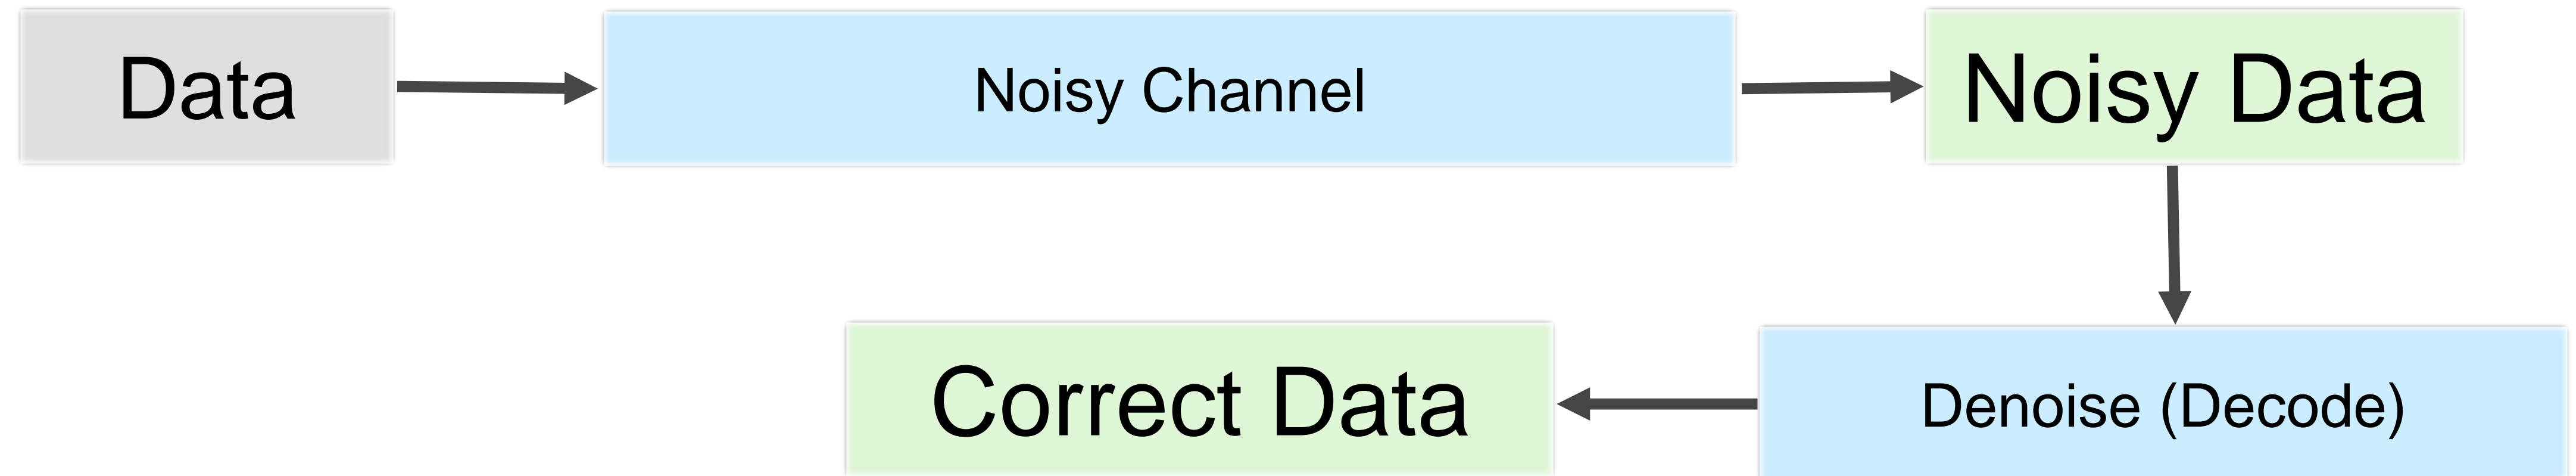 Data
Noisy Channel
Noisy Data
Denoise (Decode)
Correct Data